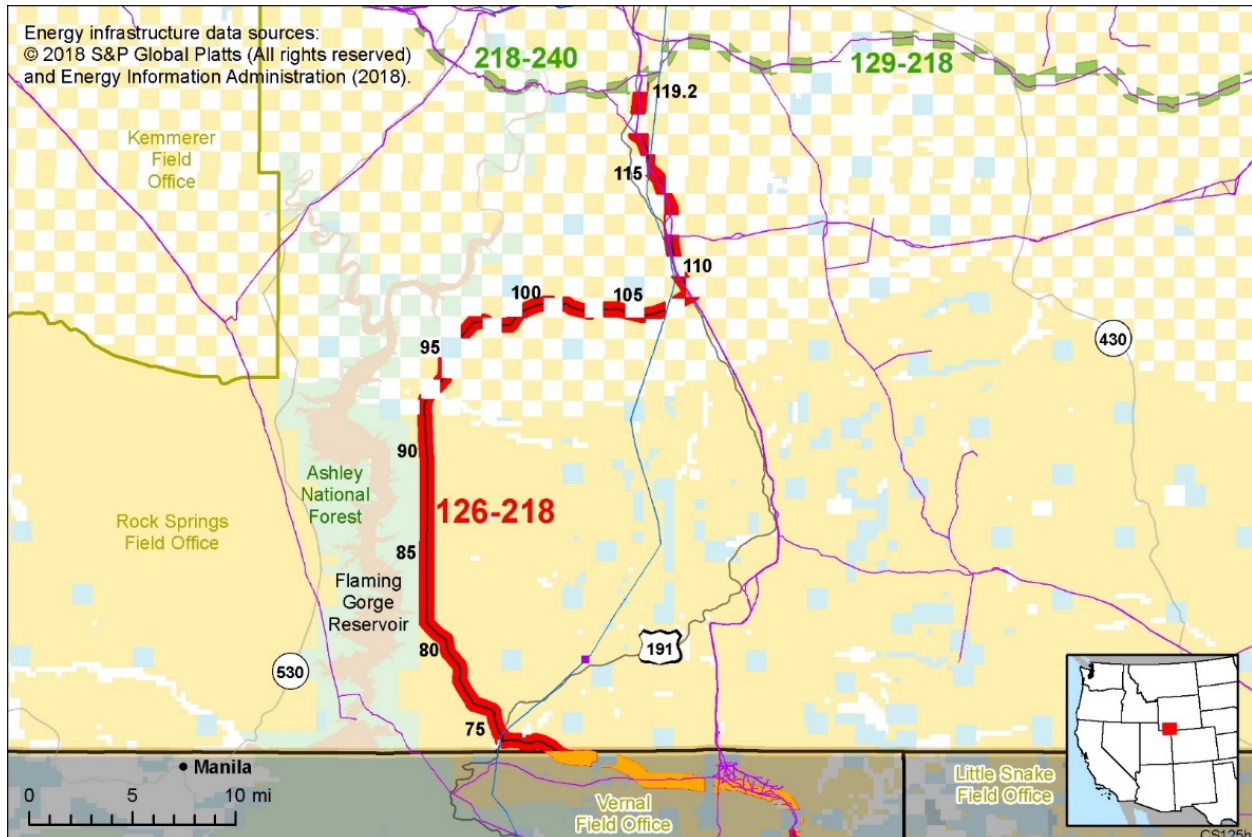 Energy infrastructure data sources:
© 2018 S&P Global Platts (All rights reserved)
and Energy Information Administration (2018).
218-240
129-218
119.2
Kemmerer
Field
Office
115
110
100
105
95
430
90
Ashley
National
Forest
126-218
Rock Springs
Field Office
85
Flaming
Gorge
Reservoir
80
191
530
75
Manila
0 5 10 mi
Vernal
Field Office
Little Snake
Field Office